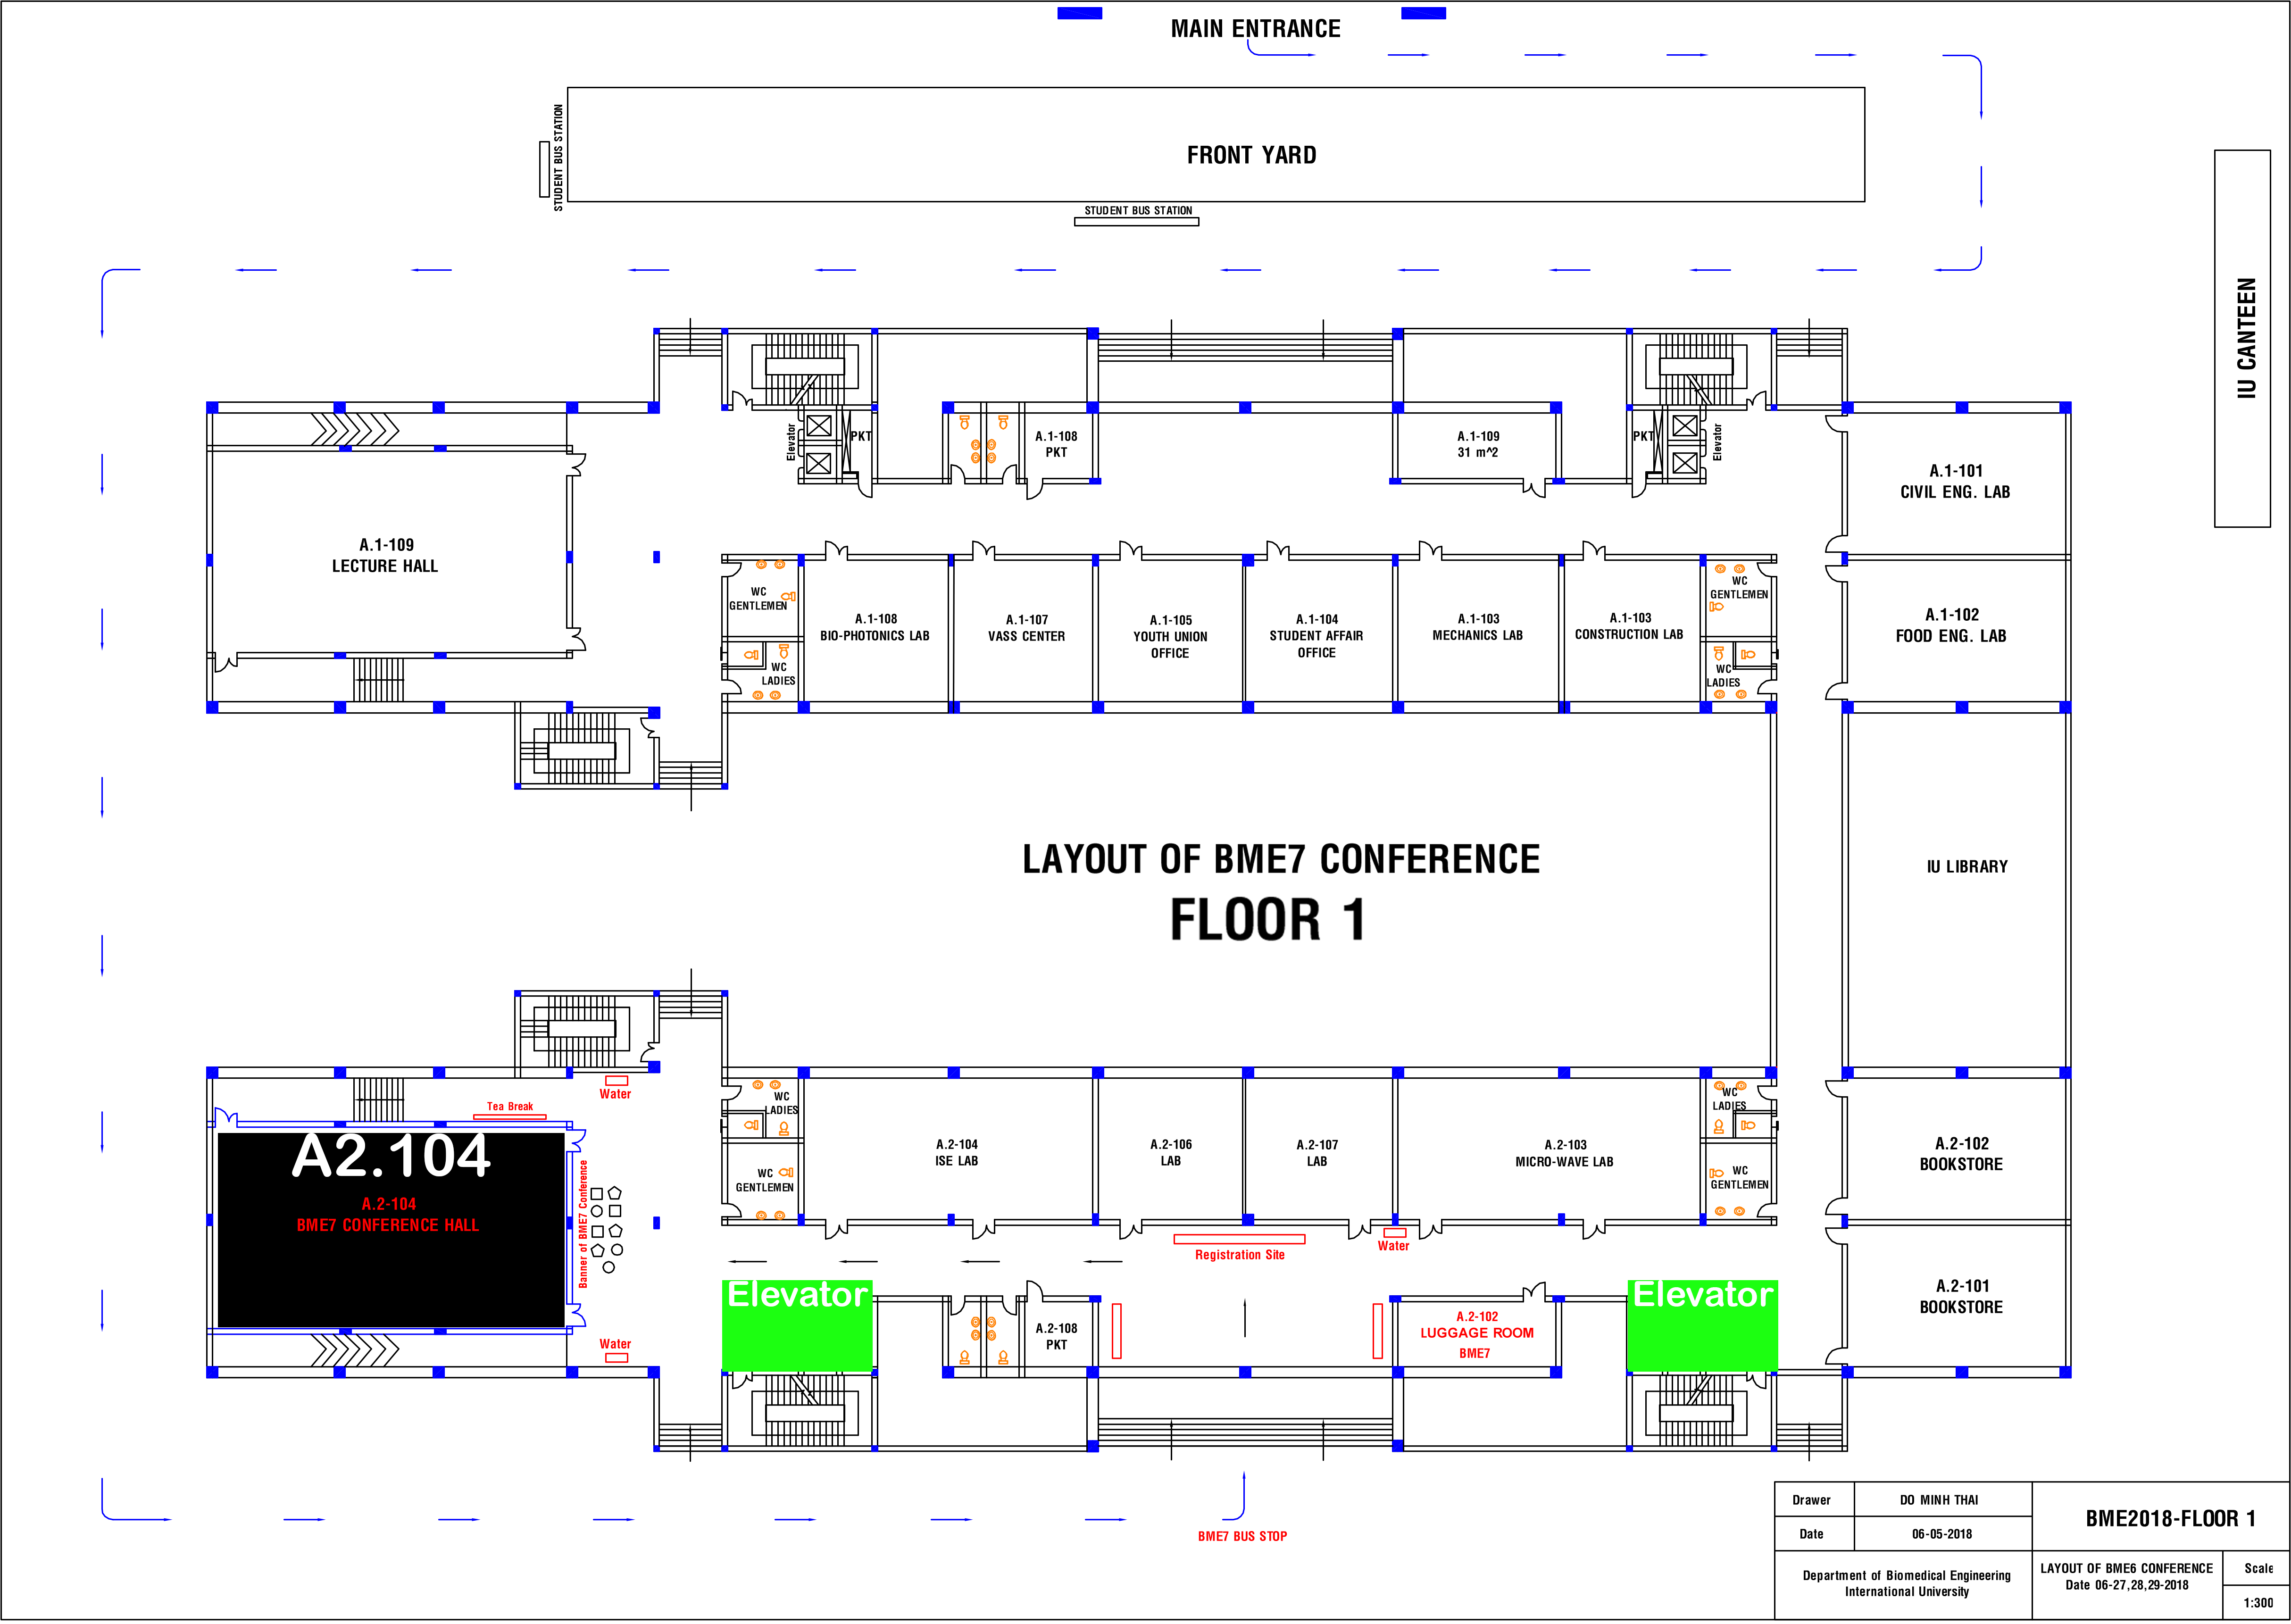 MAIN ENTRANCE
STUDENT BUS STATION
FRONT YARD
STUDENT BUS STATION
IU CANTEEN
Elevator
PKT
A.1-108
PKT
A.1-109
31 m^2
PKT
Elevator
A.1-101
CIVIL ENG. LAB
A.1-109
LECTURE HALL
WC
GENTLEMEN
WC
LADIES
A.1-108
BIO-PHOTONICS LAB
A.1-107
VASS CENTER
A.1-105
YOUTH UNION
OFFICE
A.1-104
STUDENT AFFAIR
OFFICE
A.1-103
MECHANICS LAB
A.1-103
CONSTRUCTION LAB
WC
GENTLEMEN
WC
LADIES
A.1-102
FOOD ENG. LAB
LAYOUT OF BME7 CONFERENCE
FLOOR 1
IU LIBRARY
Water
Tea Break
A2.104
A.2-104
BME7 CONFERENCE HALL
Banner of BME7 Conference
WC
LADIES
WC
GENTLEMEN
A.2-104
ISE LAB
A.2-106
LAB
A.2-107
LAB
A.2-103
MICRO-WAVE LAB
WC
LADIES
WC
GENTLEMEN
A.2-102
BOOKSTORE
Registration Site
Water
Elevator
Elevator
A.2-101
BOOKSTORE
Water
A.2-108
PKT
A.2-102
LUGGAGE ROOM
BME7
BME7 BUS STOP
Drawer
DO MINH THAI
BME2018-FLOOR 1
Date
06-05-2018
Department of Biomedical Engineering
International University
LAYOUT OF BME6 CONFERENCE
Date 06-27,28,29-2018
Scale
1:300